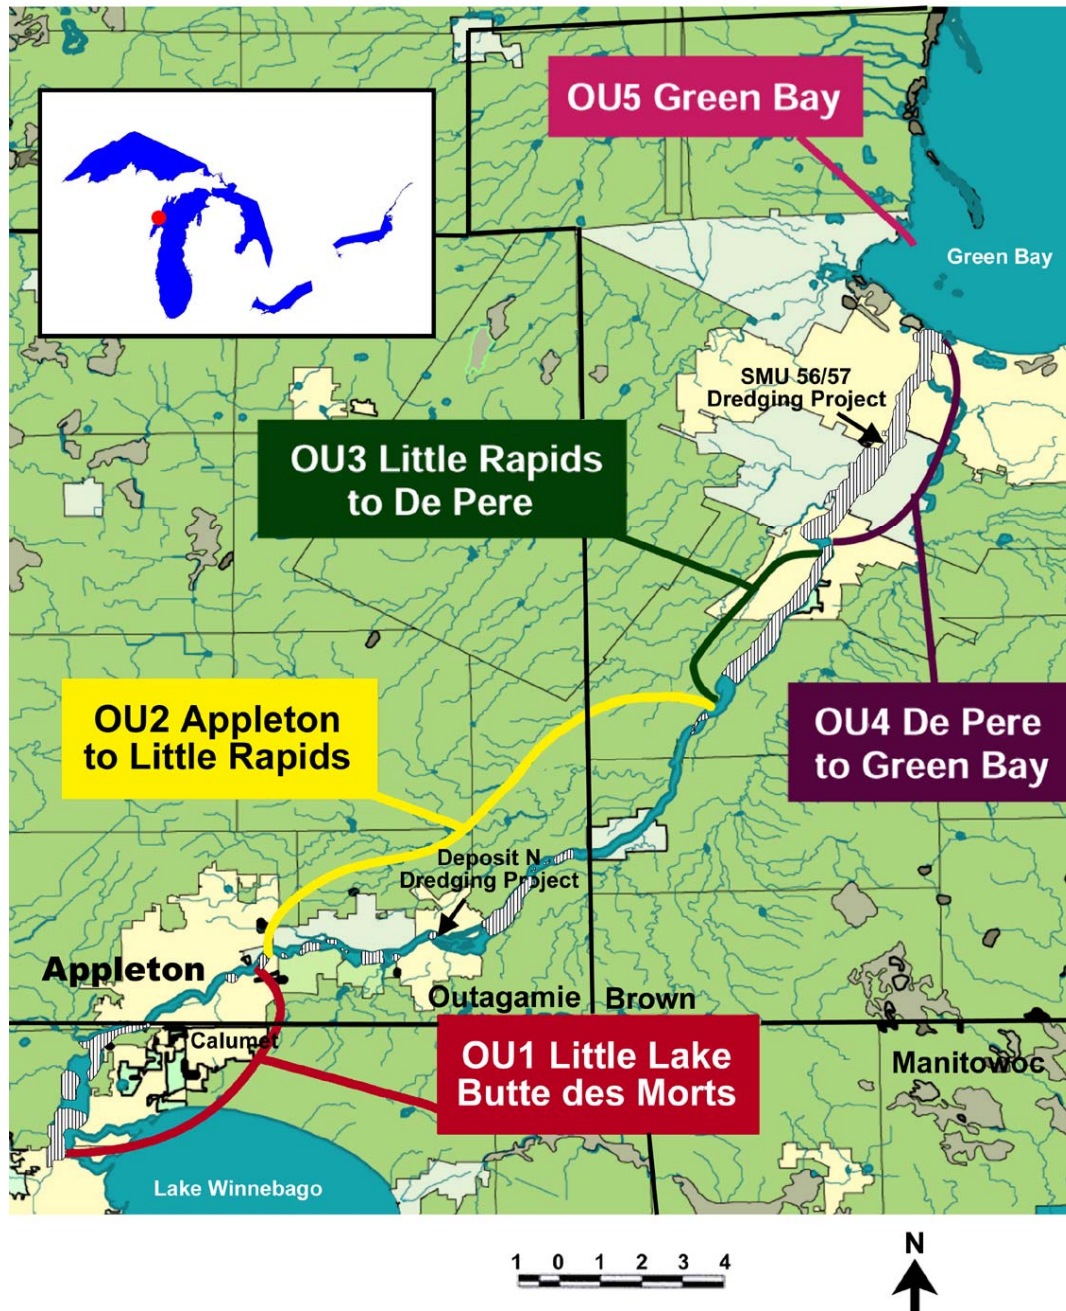 OU5 Green Bay
Green Bay
SMU 56/57
Dredging Project
OU3 Little Rapids
to De Pere
OU2 Appleton
to Little Rapids
OU4 De Pere
to Green Bay
Deposit N
Dredging Project
Appleton
Outagamie
Brown
Calumet
OU1 Little Lake
Butte des Morts
Manitowoc
Lake Winnebago
1 0 1 2 3 4
N